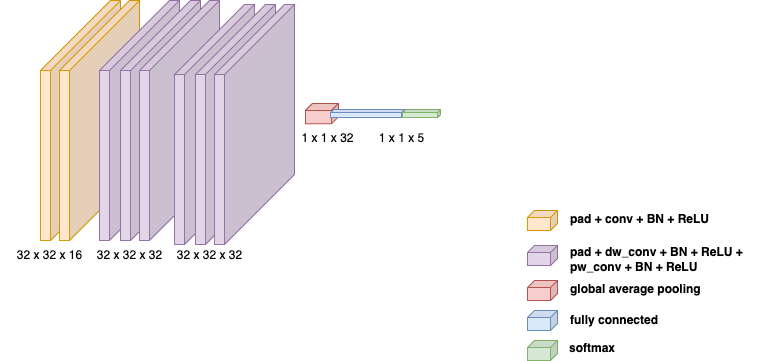 1 x 1 x 32
1 x 1 x 5
32 x 32 x 16
32 x 32 x 32
32 x 32 x 32
pad + conv + BN + ReLU
pad + dw_conv + BN + ReLU +
pw_conv + BN + ReLU
global average pooling
fully connected
softmax